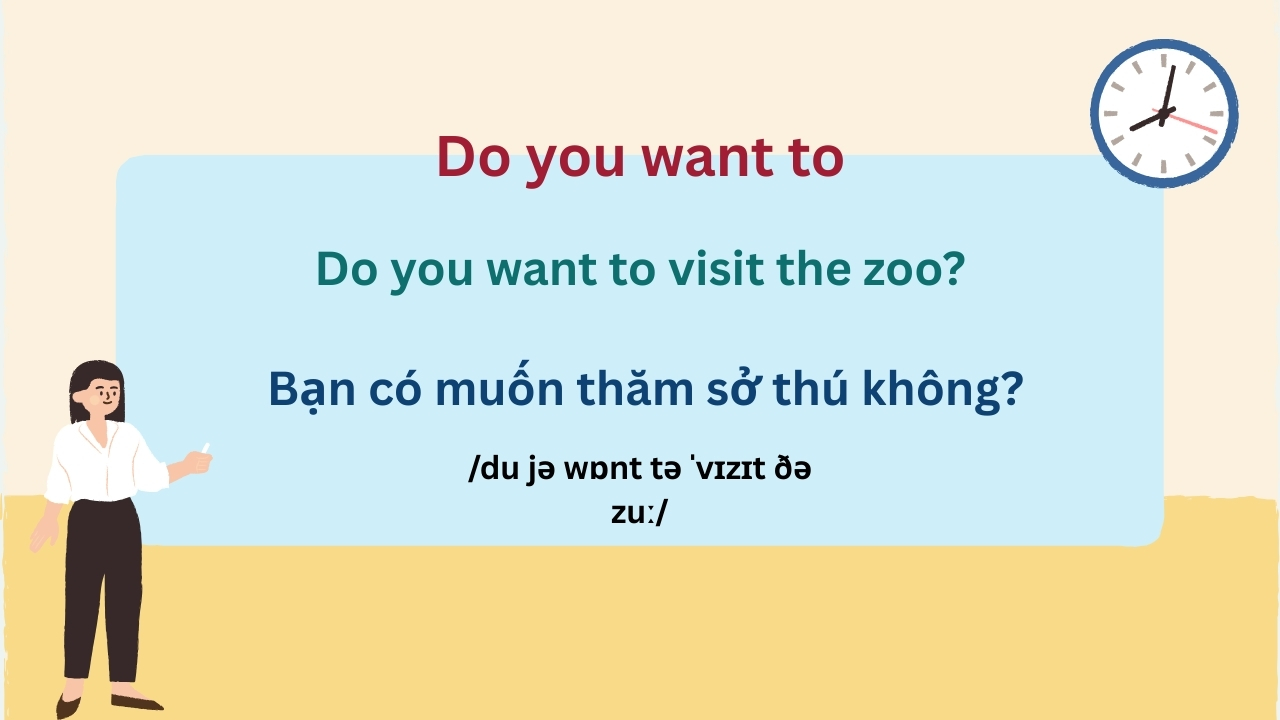 Do you want to
Do you want to visit the zoo?
Bạn có muốn thăm sở thú không?
/du jə wɒnt tə ˈvɪzɪt ðə
zuː/